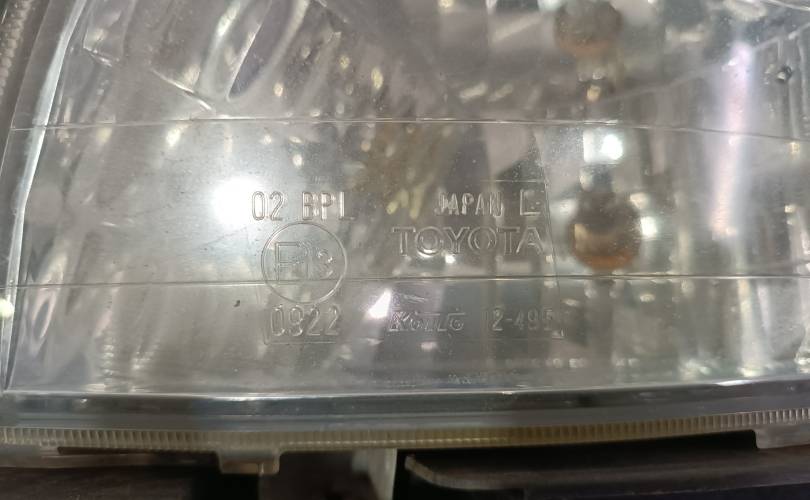 02 BPL JAPAN L
TOYOTA
0922 KOITO 12-495